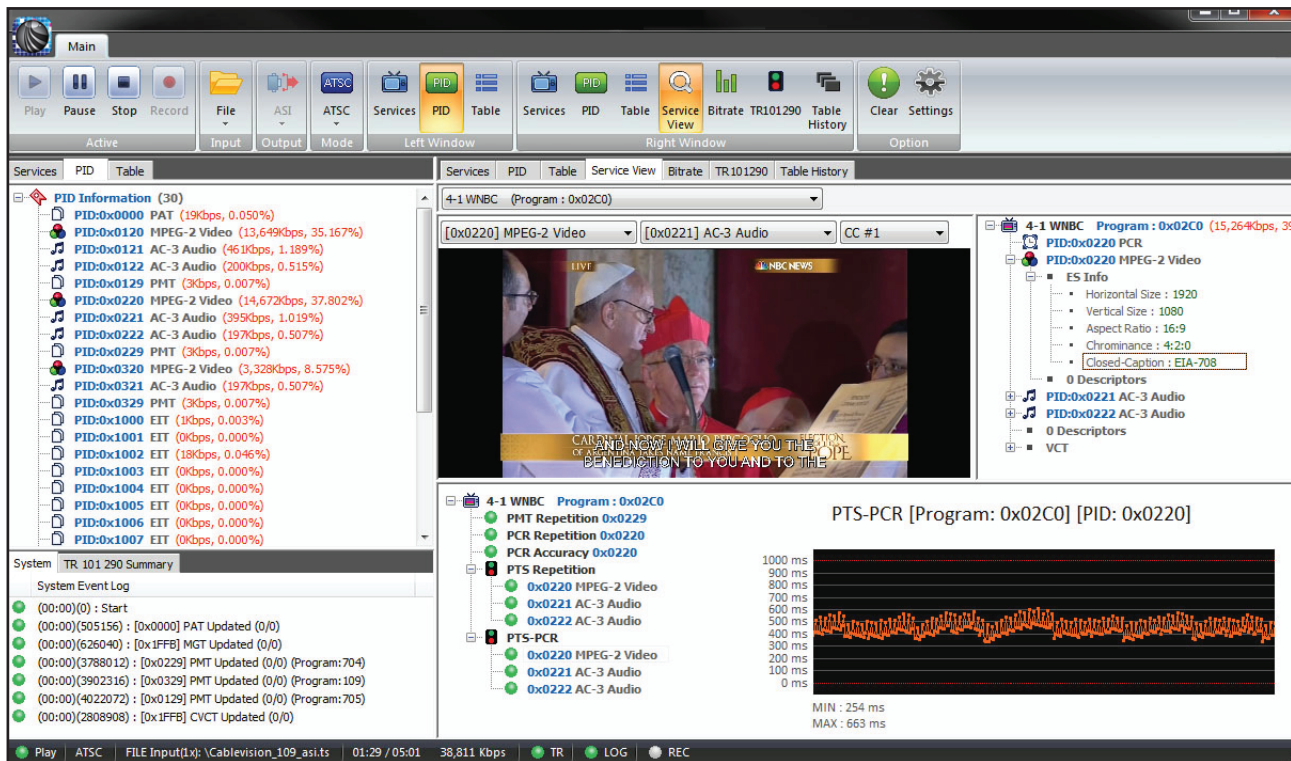 Main
Play Pause Stop Record File ASI ATSC Services PID Table Services PID Table Service View Bitrate TR101290 Table History Clear Settings
ATSC
PID
PID
Active Input Output Mode Left Window Right Window Option
Services PID Table
PID Information (30)
PID:0x0000 PAT (19Kbps, 0.050%)
PID:0x0120 MPEG-2 Video (13,649Kbps, 35.167%)
PID:0x0121 AC-3 Audio (461Kbps, 1.189%)
PID:0x0122 AC-3 Audio (200Kbps, 0.515%)
PID:0x0129 PMT (3Kbps, 0.007%)
PID:0x0220 MPEG-2 Video (14,672Kbps, 37.802%)
PID:0x0221 AC-3 Audio (395Kbps, 1.019%)
PID:0x0222 AC-3 Audio (197Kbps, 0.507%)
PID:0x0229 PMT (3Kbps, 0.007%)
PID:0x0320 MPEG-2 Video (3,328Kbps, 8.575%)
PID:0x0321 AC-3 Audio (197Kbps, 0.507%)
PID:0x0329 PMT (3Kbps, 0.007%)
PID:0x1000 EIT (1Kbps, 0.003%)
PID:0x1001 EIT (0Kbps, 0.000%)
PID:0x1002 EIT (18Kbps, 0.046%)
PID:0x1003 EIT (0Kbps, 0.000%)
PID:0x1004 EIT (0Kbps, 0.000%)
PID:0x1005 EIT (0Kbps, 0.000%)
PID:0x1006 EIT (0Kbps, 0.000%)
PID:0x1007 EIT (0Kbps, 0.000%)
System TR 101 290 Summary
System Event Log
(00:00)(0) : Start
(00:00)(505156) : [0x0000] PAT Updated (0/0)
(00:00)(626040) : [0x1FFB] MGT Updated (0/0)
(00:00)(3788012) : [0x0229] PMT Updated (0/0) (Program:704)
(00:00)(3902316) : [0x0329] PMT Updated (0/0) (Program:109)
(00:00)(4022072) : [0x0129] PMT Updated (0/0) (Program:705)
(00:00)(2808908) : [0x1FFB] CVCT Updated (0/0)
Services PID Table Service View Bitrate TR101290 Table History
4-1 WNBC (Program : 0x02C0)
[0x0220] MPEG-2 Video [0x0221] AC-3 Audio CC #1
LIVE NBC NEWS
CARDINAL JORGE MARIO BERGOGLIO
OF ARGENTINA TAKES NAME FRANCIS
ELECTION
POPE
AND NOW I WILL GIVE YOU THE
BENEDICTION TO YOU AND TO THE
4-1 WNBC Program : 0x02C0 (15,264Kbps, 39
PID:0x0220 PCR
PID:0x0220 MPEG-2 Video
ES Info
Horizontal Size : 1920
Vertical Size : 1080
Aspect Ratio : 16:9
Chrominance : 4:2:0
Closed-Caption : EIA-708
0 Descriptors
PID:0x0221 AC-3 Audio
PID:0x0222 AC-3 Audio
0 Descriptors
VCT
4-1 WNBC Program : 0x02C0
PMT Repetition 0x0229
PCR Repetition 0x0220
PCR Accuracy 0x0220
PTS Repetition
0x0220 MPEG-2 Video
0x0221 AC-3 Audio
0x0222 AC-3 Audio
PTS-PCR
0x0220 MPEG-2 Video
0x0221 AC-3 Audio
0x0222 AC-3 Audio
PTS-PCR [Program: 0x02C0] [PID: 0x0220]
1000 ms
900 ms
800 ms
700 ms
600 ms
500 ms
400 ms
300 ms
200 ms
100 ms
0 ms
MIN : 254 ms
MAX : 663 ms
Play ATSC FILE Input(1x): \Cablevision_109_asi.ts 01:29 / 05:01 38,811 Kbps TR LOG REC